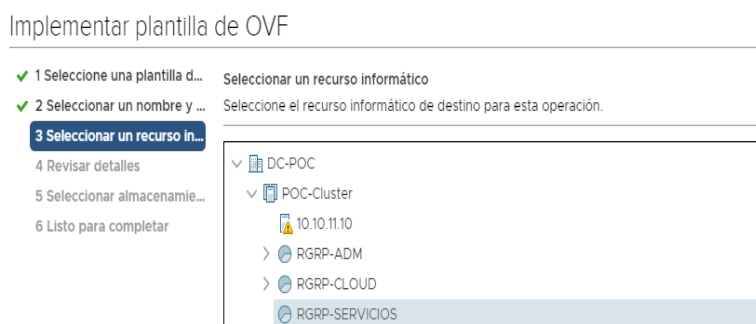 Implementar plantilla de OVF
1 Seleccione una plantilla d...
2 Seleccionar un nombre y ...
3 Seleccionar un recurso in...
4 Revisar detalles
5 Seleccionar almacenamie...
6 Listo para completar
Seleccionar un recurso informático
Seleccione el recurso informático de destino para esta operación.
DC-POC
POC-Cluster
10.10.11.10
RGRP-ADM
RGRP-CLOUD
RGRP-SERVICIOS